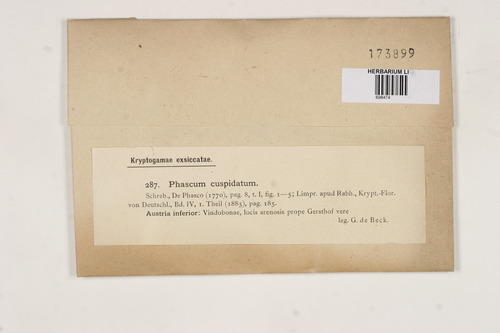 173899
HERBARIUM LI
Kryptogamae exsiccatae.
287. Phascum cuspidatum.
Schreb., De Phasco (1770), pag. 8, t. I, fig. 1—5; Limpr. apud Rabh., Krypt.-Flor.
von Deutschl., Bd. IV, 1. Theil (1885), pag. 185.
Austria inferior: Vindobonae, locis arenosis prope Gersthof vere
leg. G. de Beck.